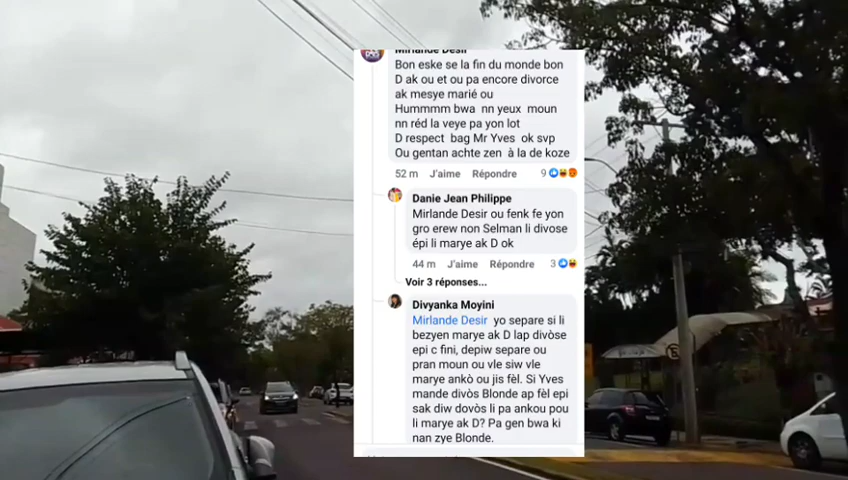 Mirlande Desir
Bon eske se la fin du monde bon
D ak ou et ou pa encore divorce
ak mesye marié ou
Hummmm bwa nn yeux moun
nn réd la veye pa yon lot
D respect bag Mr Yves ok svp
Ou gentan achte zen à la de koze
52 m J'aime Répondre 9
Danie Jean Philippe
Mirlande Desir ou fenk fe yon
gro erew non Selman li divose
épi li marye ak D ok
44 m J'aime Répondre 3
Voir 3 réponses...
Divyanka Moyini
Mirlande Desir yo separe si li
bezyen marye ak D lap divòse
epi c fini, depiw separe ou
pran moun ou vle siw vle
marye ankò ou jis fèl. Si Yves
mande divòs Blonde ap fèl epi
sak diw dovòs li pa ankou pou
li marye ak D? Pa gen bwa ki
nan zye Blonde.